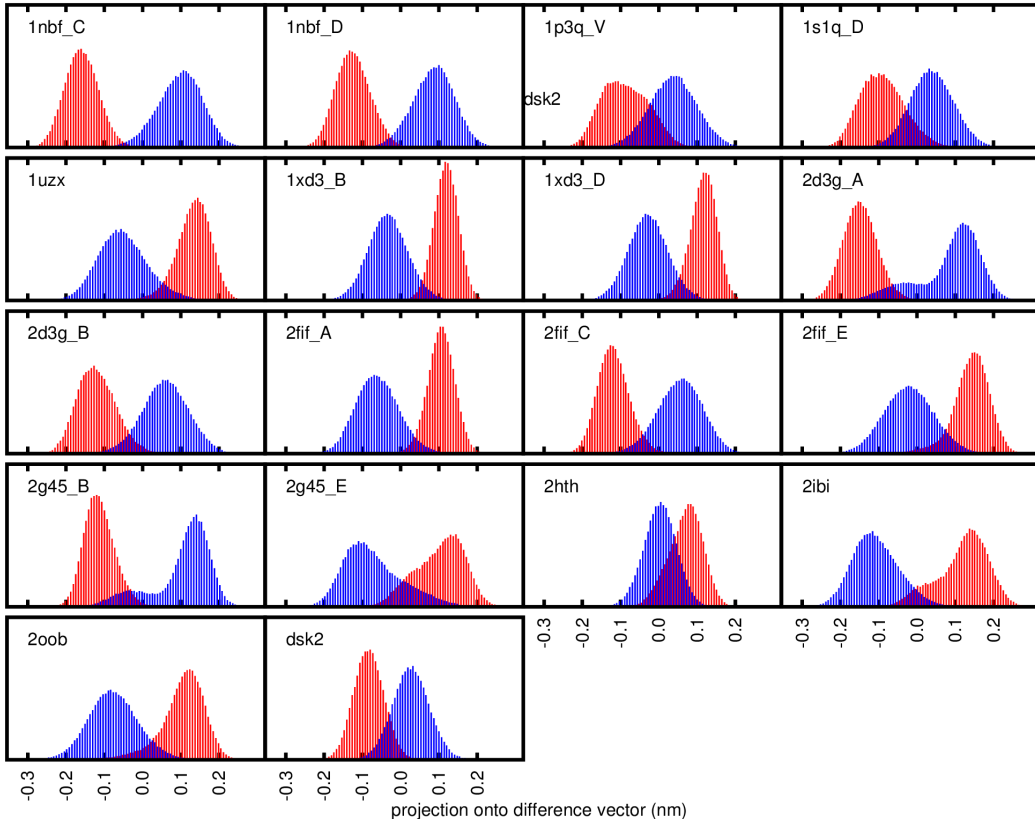 1nbf_C
1nbf_D
1p3q_V
1s1q_D
dsk2
1uzx
1xd3_B
1xd3_D
2d3g_A
2d3g_B
2fif_A
2fif_C
2fif_E
2g45_B
2g45_E
2hth
2ibi
-0.3 -0.2 -0.1 0.0 0.1 0.2
-0.3 -0.2 -0.1 0.0 0.1 0.2
2oob
dsk2
-0.3 -0.2 -0.1 0.0 0.1 0.2
-0.3 -0.2 -0.1 0.0 0.1 0.2
projection onto difference vector (nm)